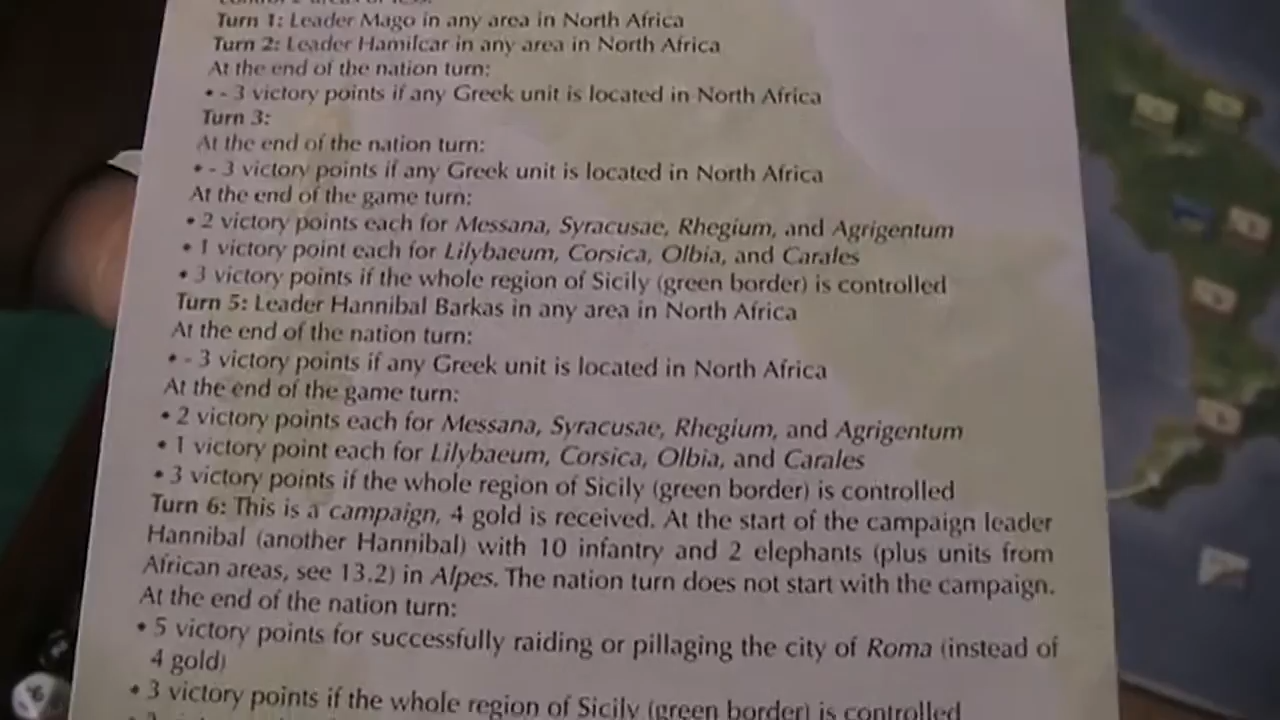 Turn 1: Leader Mago in any area in North Africa
Turn 2: Leader Hamilcar in any area in North Africa
At the end of the nation turn:
• - 3 victory points if any Greek unit is located in North Africa
Turn 3:
At the end of the nation turn:
• - 3 victory points if any Greek unit is located in North Africa
At the end of the game turn:
• 2 victory points each for Messana, Syracusae, Rhegium, and Agrigentum
• 1 victory point each for Lilybaeum, Corsica, Olbia, and Carales
• 3 victory points if the whole region of Sicily (green border) is controlled
Turn 5: Leader Hannibal Barkas in any area in North Africa
At the end of the nation turn:
• - 3 victory points if any Greek unit is located in North Africa
At the end of the game turn:
• 2 victory points each for Messana, Syracusae, Rhegium, and Agrigentum
• 1 victory point each for Lilybaeum, Corsica, Olbia, and Carales
• 3 victory points if the whole region of Sicily (green border) is controlled
Turn 6: This is a campaign, 4 gold is received. At the start of the campaign leader
Hannibal (another Hannibal) with 10 infantry and 2 elephants (plus units from
African areas, see 13.2) in Alpes. The nation turn does not start with the campaign.
At the end of the nation turn:
• 5 victory points for successfully raiding or pillaging the city of Roma (instead of
4 gold)
• 3 victory points if the whole region of Sicily (green border) is controlled